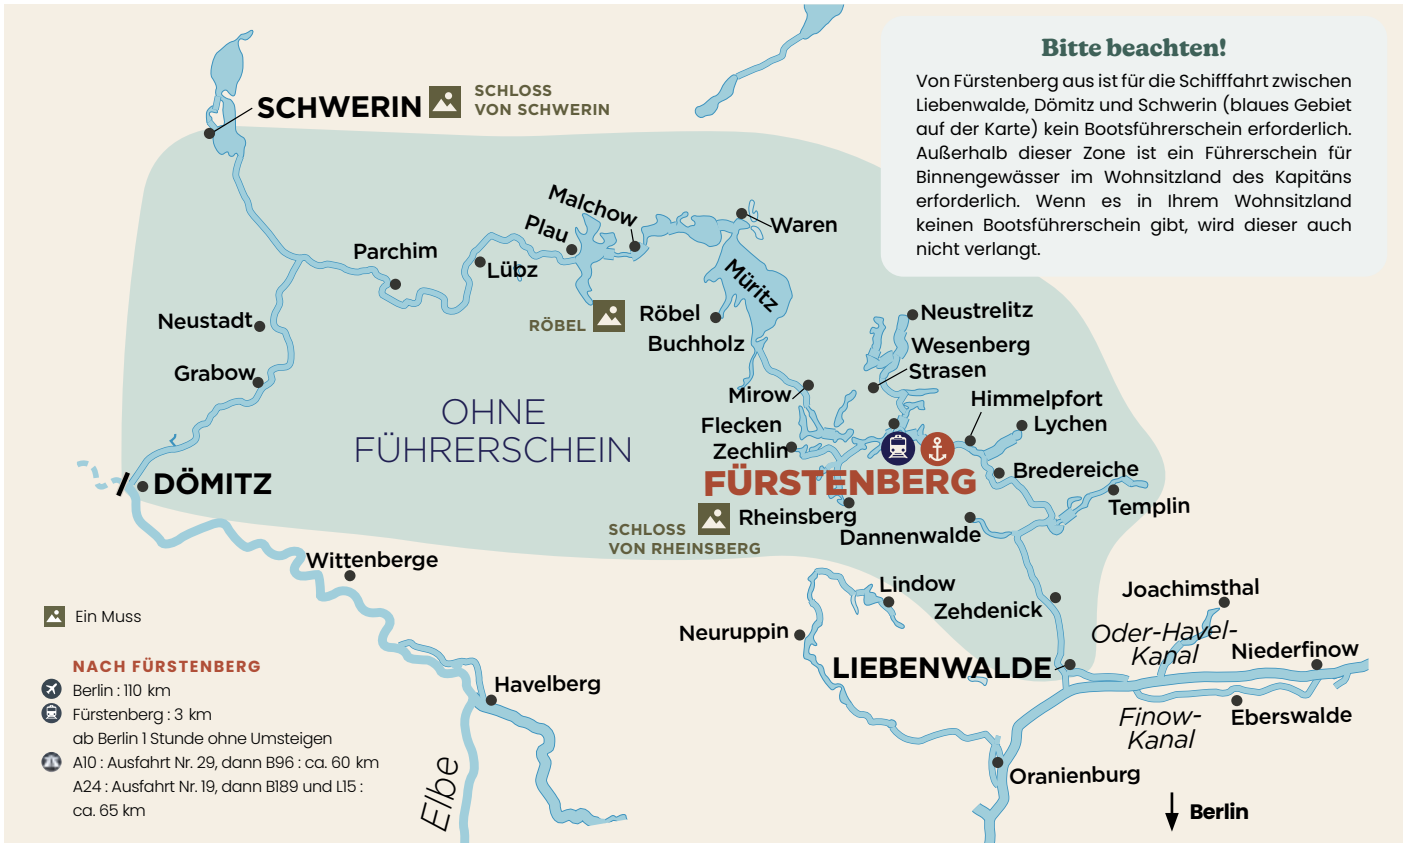 Bitte beachten!
Von Fürstenberg aus ist für die Schifffahrt zwischen
Liebenwalde, Dömitz und Schwerin (blaues Gebiet
auf der Karte) kein Bootsführerschein erforderlich.
Außerhalb dieser Zone ist ein Führerschein für
Binnengewässer im Wohnsitzland des Kapitäns
erforderlich. Wenn es in Ihrem Wohnsitzland
keinen Bootsführerschein gibt, wird dieser auch
nicht verlangt.
SCHWERIN
SCHLOSS
VON SCHWERIN
Malchow
Plau
Waren
Parchim
Lübz
Müritz
Neustadt
RÖBEL
Röbel
Buchholz
Neustrelitz
Wesenberg
Strasen
Grabow
Mirow
Himmelpfort
OHNE
FÜHRERSCHEIN
Flecken
Zechlin
Lychen
FÜRSTENBERG
Bredereiche
DÖMITZ
Templin
SCHLOSS
VON RHEINSBERG
Rheinsberg
Dannenwalde
Wittenberge
Lindow
Zehdenick
Joachimsthal
Neuruppin
Oder-Havel-
Kanal
Niederfinow
LIEBENWALDE
Havelberg
Finow-
Kanal
Eberswalde
Oranienburg
Elbe
Berlin
Ein Muss
NACH FÜRSTENBERG
Berlin : 110 km
Fürstenberg : 3 km
ab Berlin 1 Stunde ohne Umsteigen
A10 : Ausfahrt Nr. 29, dann B96 : ca. 60 km
A24 : Ausfahrt Nr. 19, dann B189 und L15 :
ca. 65 km